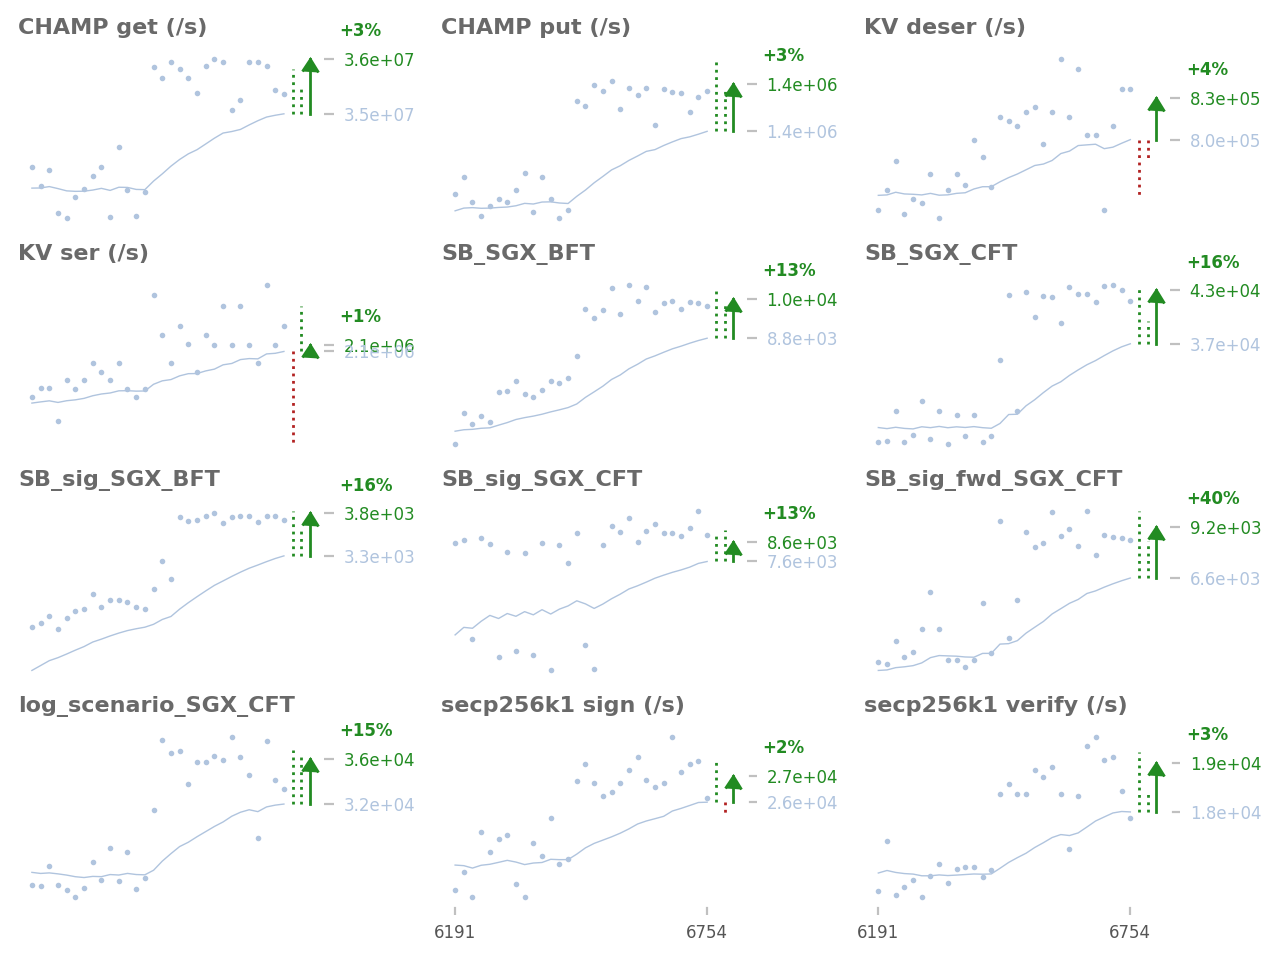 CHAMP get (/s)
+3%
3.6e+07
3.5e+07
CHAMP put (/s)
+3%
1.4e+06
1.4e+06
KV deser (/s)
+4%
8.3e+05
8.0e+05
KV ser (/s)
+1%
2.1e+06
2.1e+06
SB_SGX_BFT
+13%
1.0e+04
8.8e+03
SB_SGX_CFT
+16%
4.3e+04
3.7e+04
SB_sig_SGX_BFT
+16%
3.8e+03
3.3e+03
SB_sig_SGX_CFT
+13%
8.6e+03
7.6e+03
SB_sig_fwd_SGX_CFT
+40%
9.2e+03
6.6e+03
log_scenario_SGX_CFT
+15%
3.6e+04
3.2e+04
secp256k1 sign (/s)
+2%
2.7e+04
2.6e+04
6191
6754
secp256k1 verify (/s)
+3%
1.9e+04
1.8e+04
6191
6754